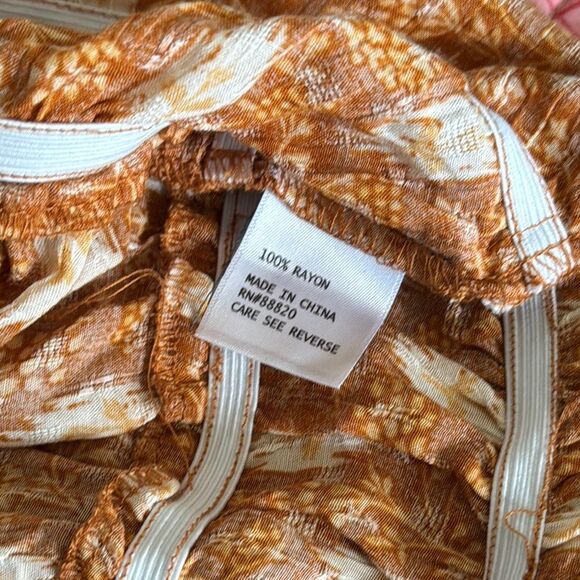 100% RAYON
MADE IN CHINA
RN#88820
CARE SEE REVERSE